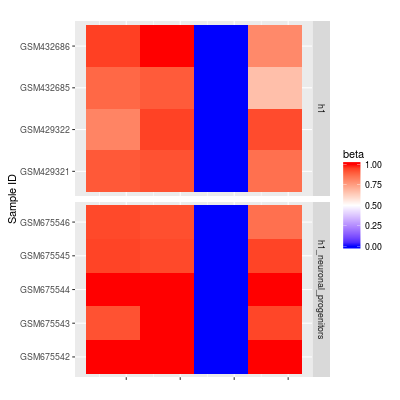 GSM432686
GSM432685
GSM429322
GSM429321
h1
GSM675546
GSM675545
GSM675544
GSM675543
GSM675542
h1_neuronal_progenitors
Sample ID
beta
1.00
0.75
0.50
0.25
0.00